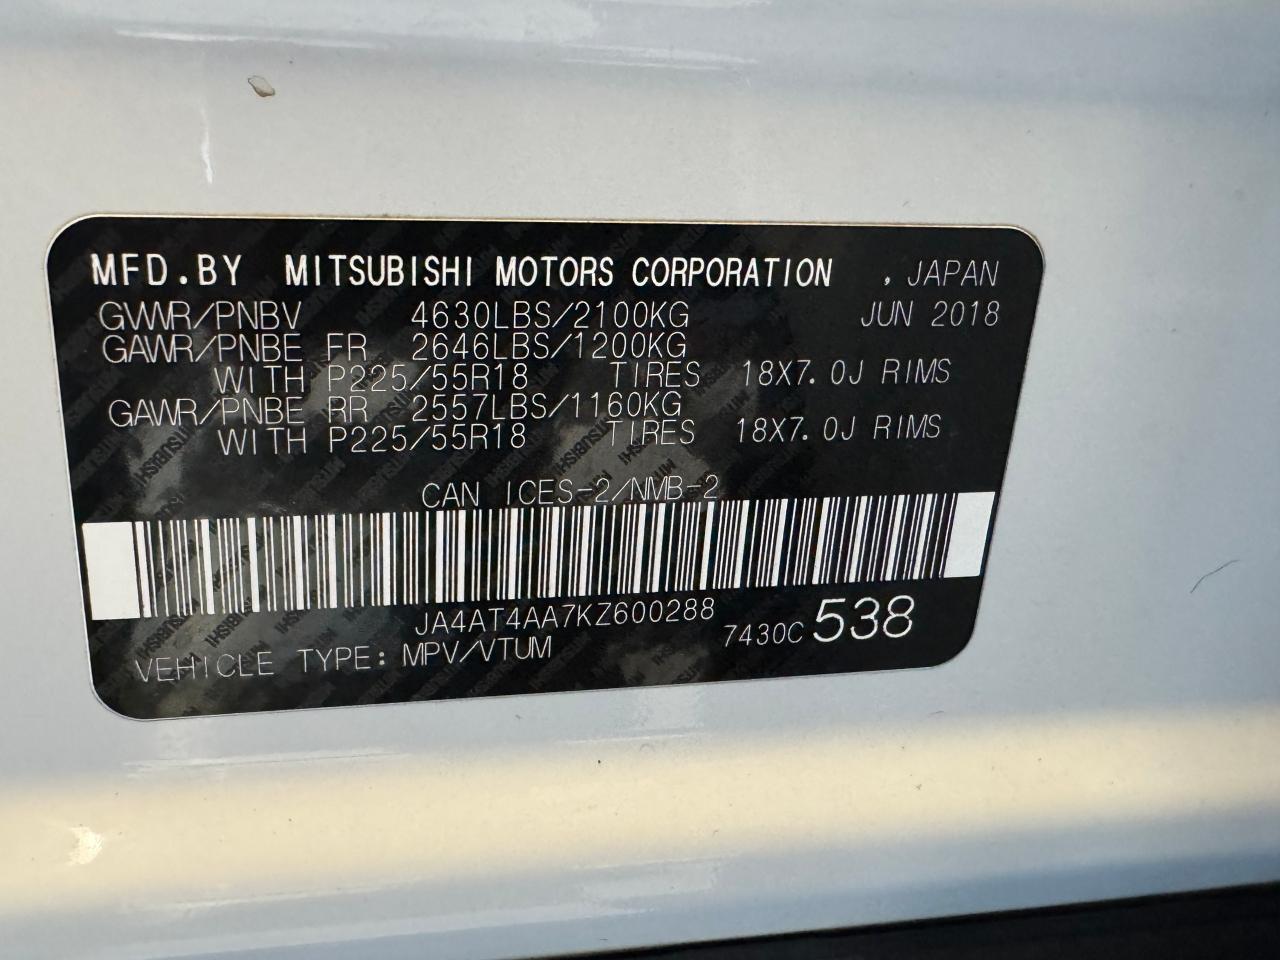 MFD.BY MITSUBISHI MOTORS CORPORATION , JAPAN
GVWR/PNBV 4630LBS/2100KG JUN 2018
GAWR/PNBE FR 2646LBS/1200KG
WITH P225/55R18 TIRES 18X7.0J RIMS
GAWR/PNBE RR 2557LBS/1160KG
WITH P225/55R18 TIRES 18X7.0J RIMS
CAN ICES-2/NMB-2
JA4AT4AA7KZ600288
7430C 538
VEHICLE TYPE: MPV/VTUM